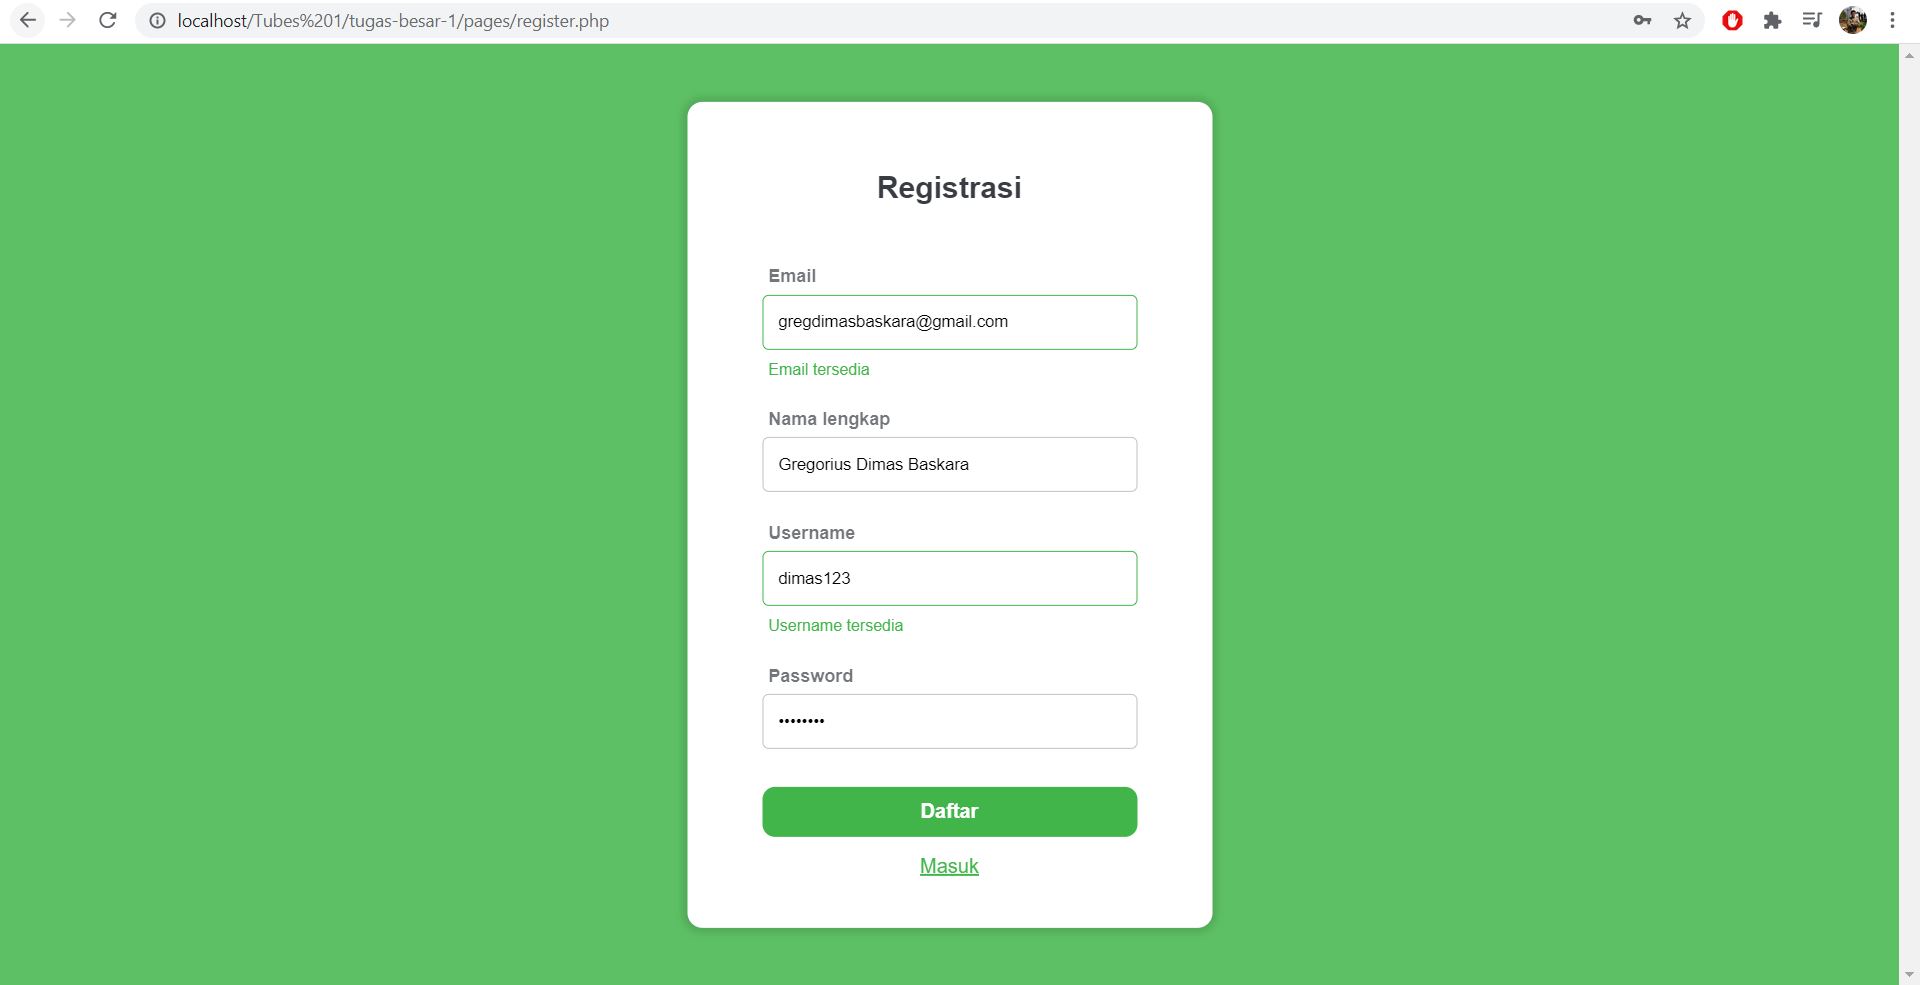 localhost/Tubes%201/tugas-besar-1/pages/register.php
Registrasi
Email
gregdimasbaskara@gmail.com
Email tersedia
Nama lengkap
Gregorius Dimas Baskara
Username
dimas123
Username tersedia
Password
••••••••
Daftar
Masuk